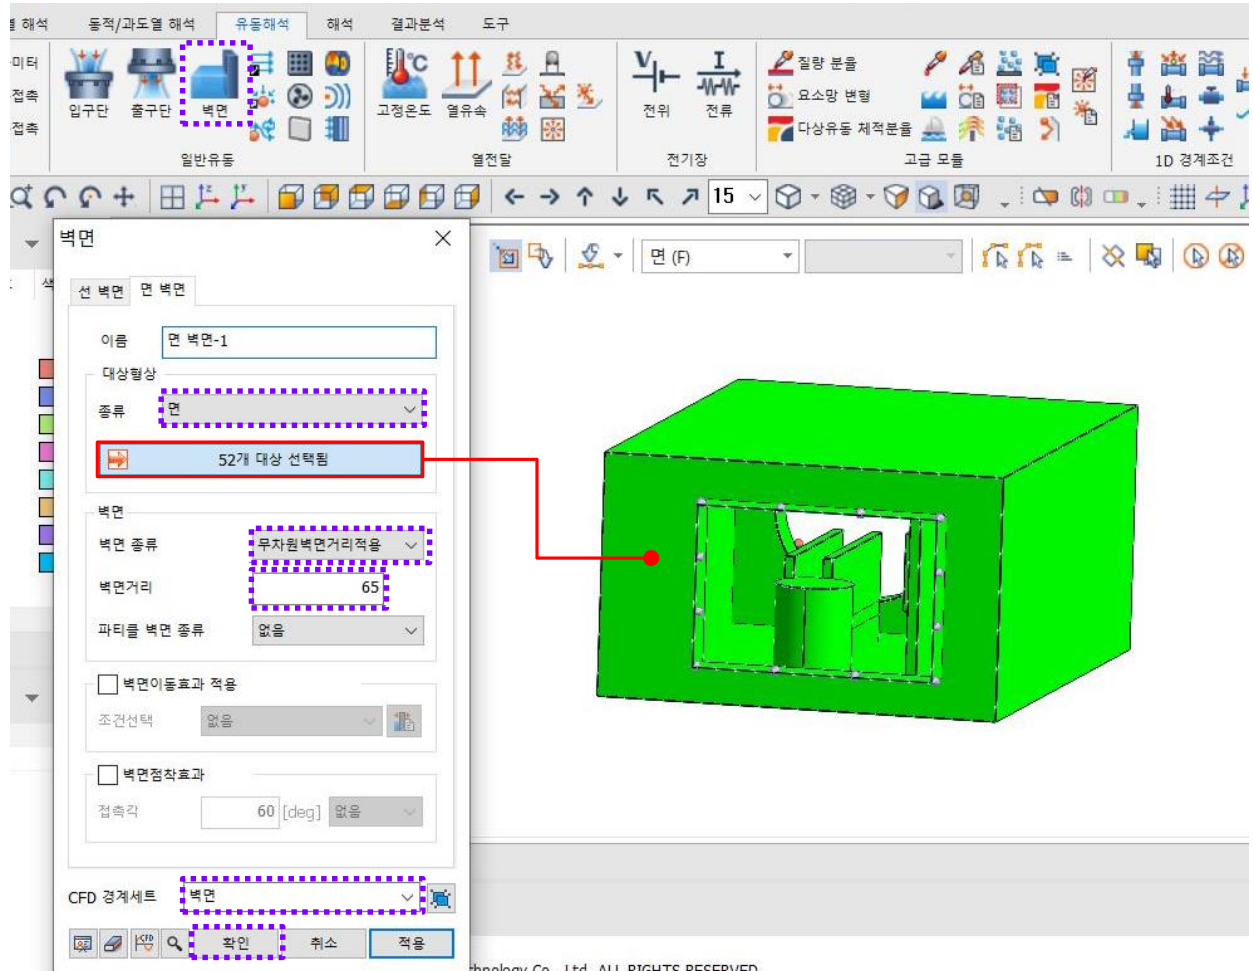 해석 동적/과도열 해석 유동해석 해석 결과분석 도구
미터
접촉
접촉
입구단 출구단 벽면
일반유동
고정온도 열유속
열전달
전위 전류
전기장
질량 분율
요소망 변형
다상유동 체적분율
고급 모듈
1D 경계조건
15
벽면
면 (F)
선 벽면 면 벽면
이름 면 벽면-1
대상형상
종류 면
52개 대상 선택됨
벽면
벽면 종류 무차원벽면거리적용
벽면거리 65
파티클 벽면 종류 없음
벽면이동효과 적용
조건선택 없음
벽면점착효과
접촉각 60 [deg] 없음
CFD 경계세트 벽면
확인 취소 적용
Co., Ltd. ALL RIGHTS RESERVED